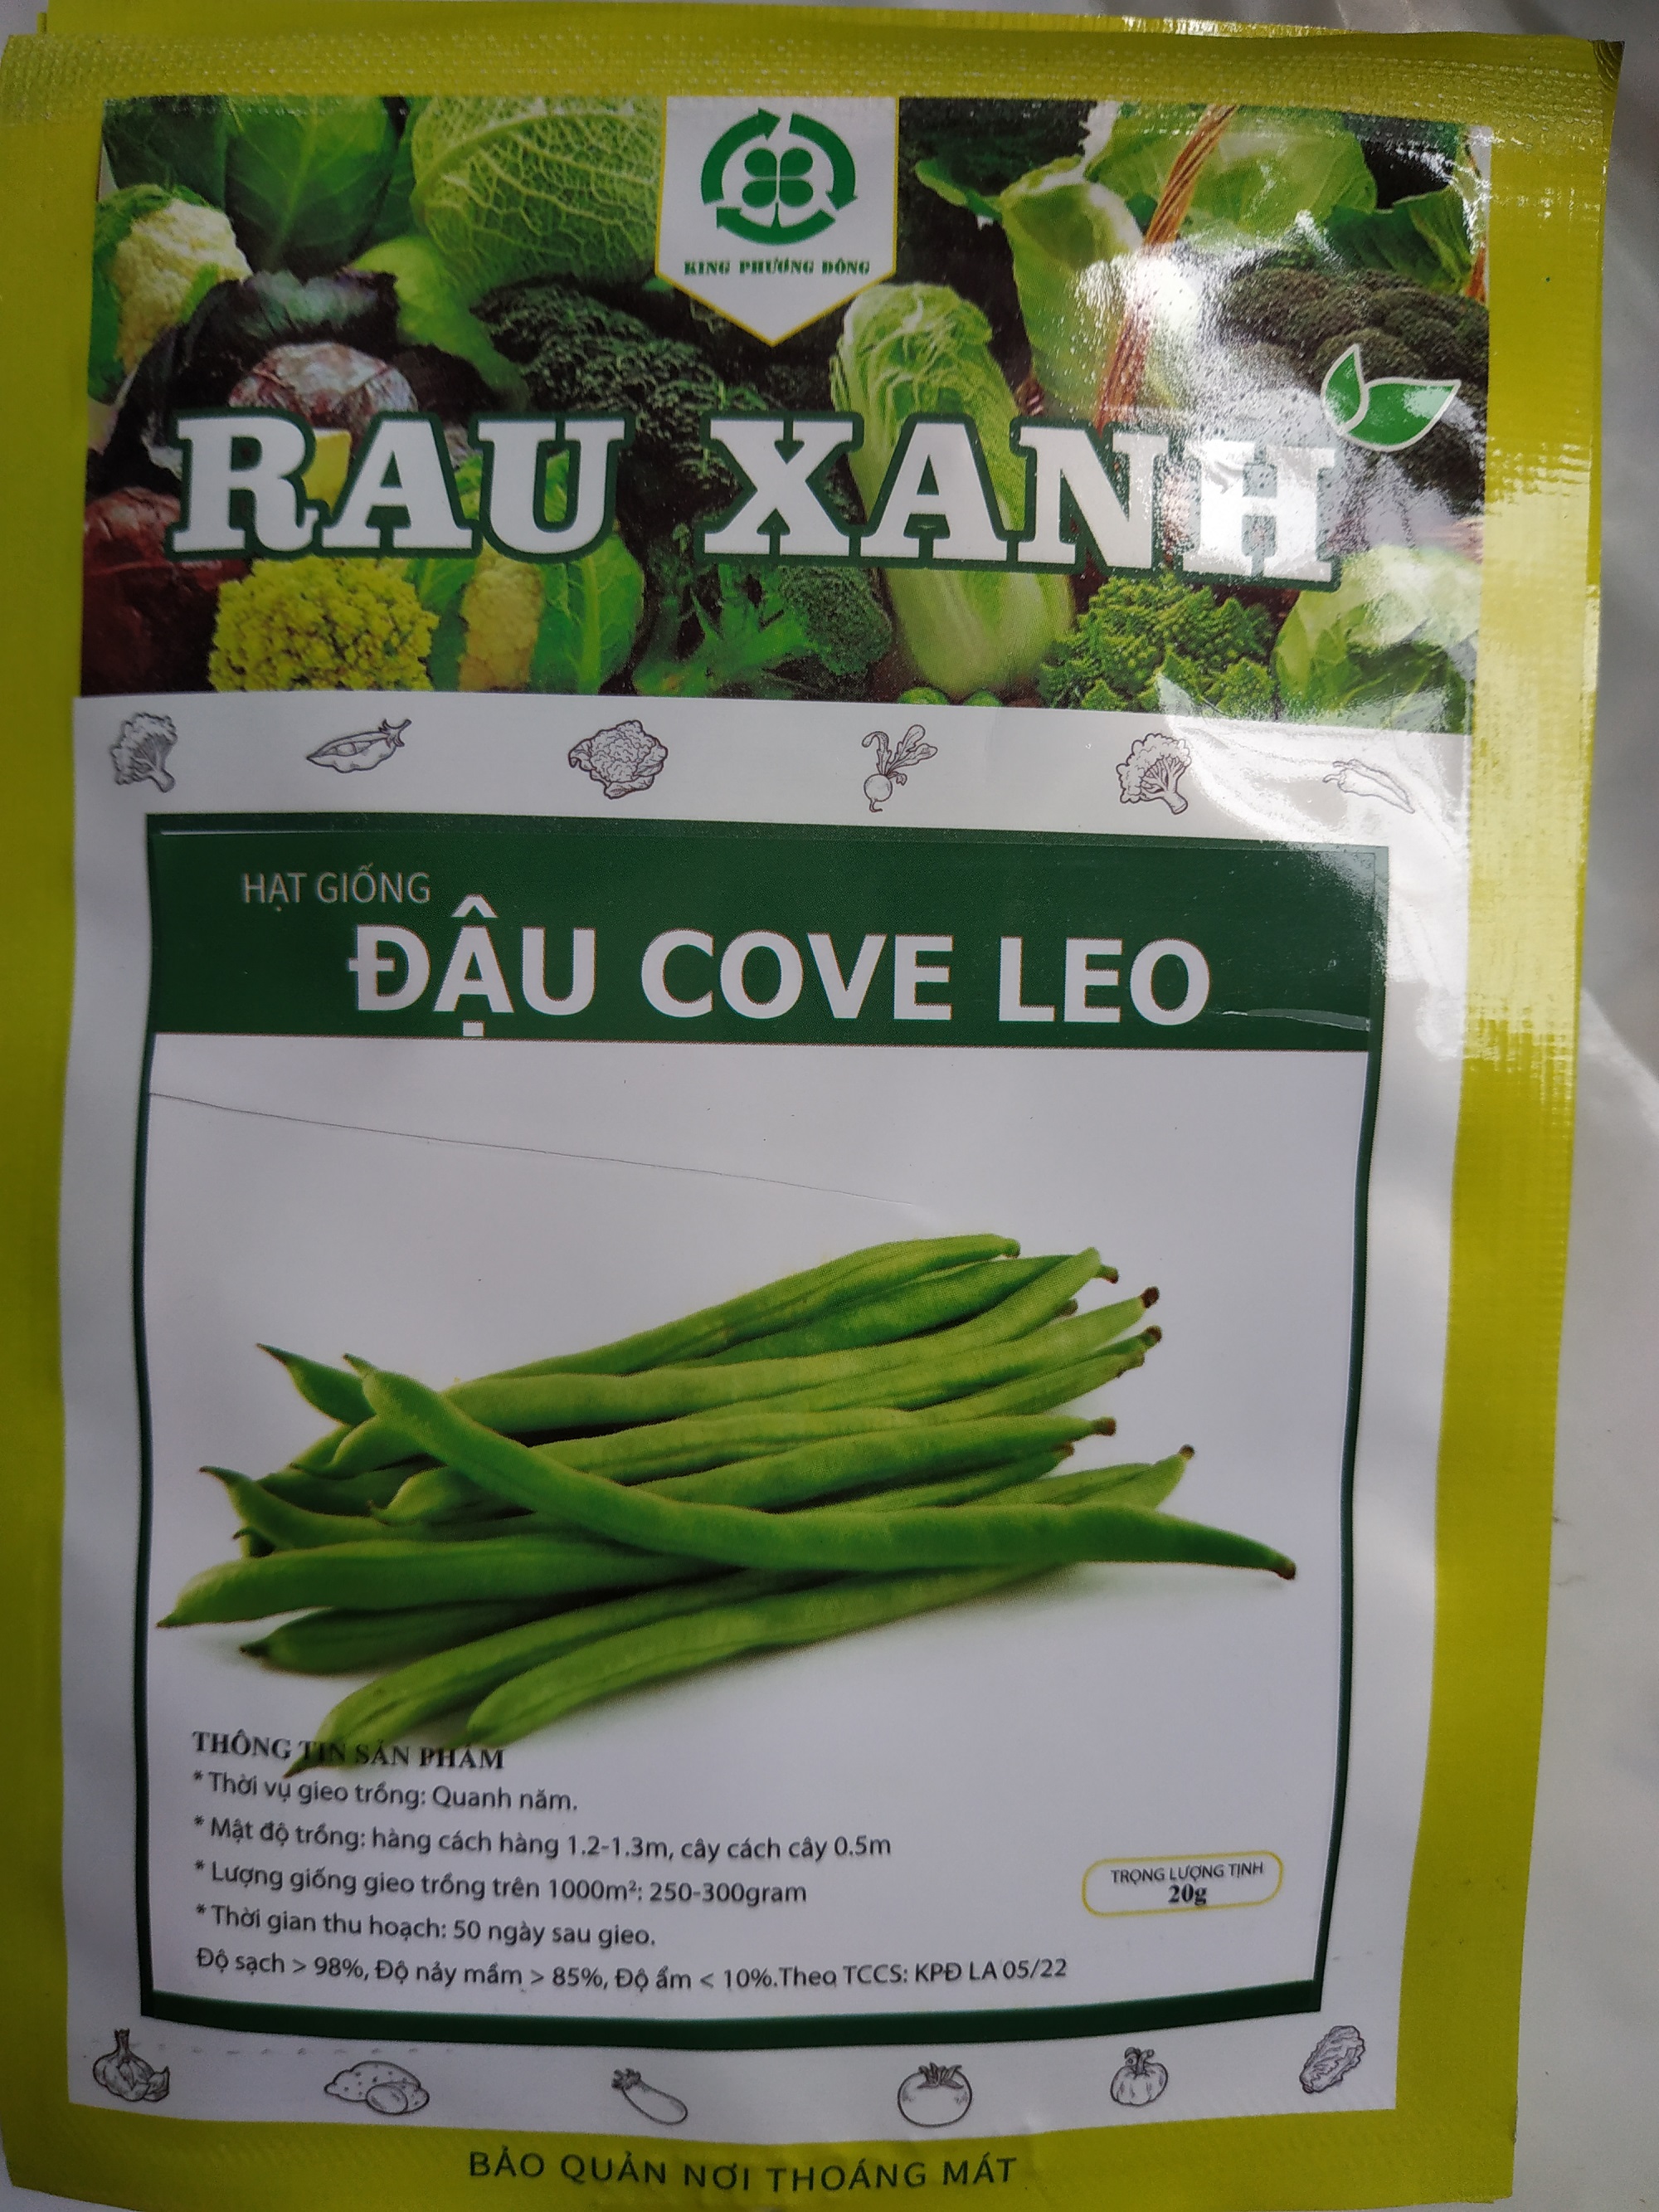 KING PHƯƠNG ĐÔNG
RAU XANH
HẠT GIỐNG
ĐẬU COVE LEO
THÔNG TIN SẢN PHẨM
* Thời vụ gieo trồng: Quanh năm.
* Mật độ trồng: hàng cách hàng 1.2-1.3m, cây cách cây 0.5m
* Lượng giống gieo trồng trên 1000m²: 250-300gram
* Thời gian thu hoạch: 50 ngày sau gieo.
Độ sạch > 98%, Độ nảy mầm > 85%, Độ ẩm < 10%.Theo TCCS: KPĐ LA 05/22
TRỌNG LƯỢNG TỊNH
20g
BẢO QUẢN NƠI THOÁNG MÁT